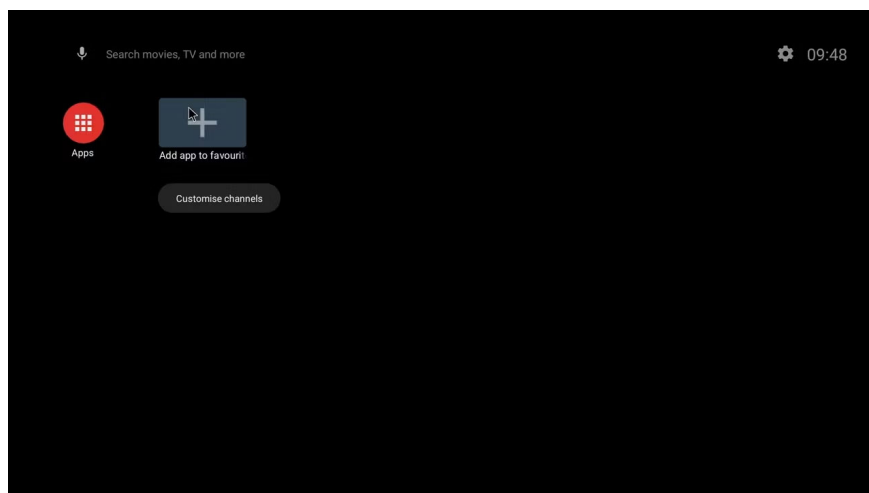 Search movies, TV and more
09:48
Apps
Add app to favourit
Customise channels